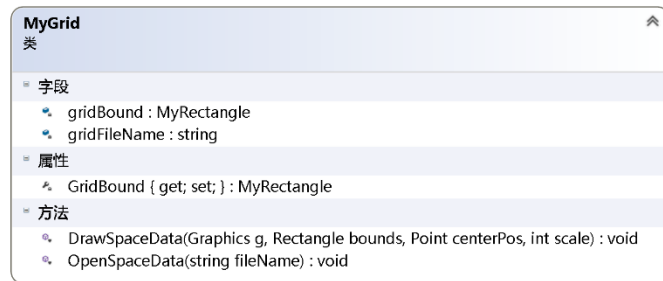 MyGrid
类
字段
gridBound : MyRectangle
gridFileName : string
属性
GridBound { get; set; } : MyRectangle
方法
DrawSpaceData(Graphics g, Rectangle bounds, Point centerPos, int scale) : void
OpenSpaceData(string fileName) : void